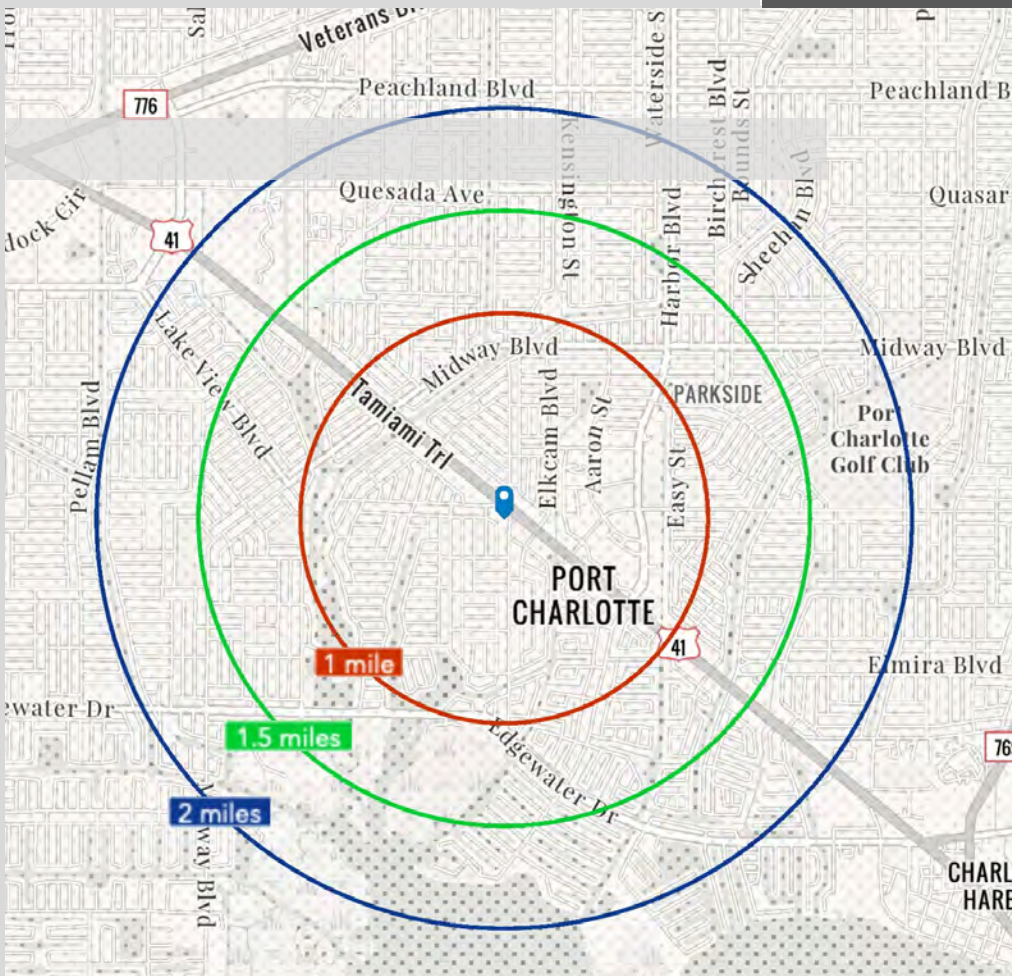 Veterans
Peachland Blvd
Peachland B
776
Waterside S
Birchcrest Blvd
Bounds St
Kensington St
Quesada Ave
Quasar
dock Cir
41
Harbor Blvd
Sheehan Blvd
Lake View Blvd
Midway Blvd
Midway Blvd
Tamiami Trl
PARKSIDE
Elkcam Blvd
Aaron St
Easy St
Port
Charlotte
Golf Club
Pellam Blvd
PORT
CHARLOTTE
41
1 mile
Elmira Blvd
ewater Dr
1.5 miles
Edgewater Dr
2 miles
way Blvd
CHARL
HARB